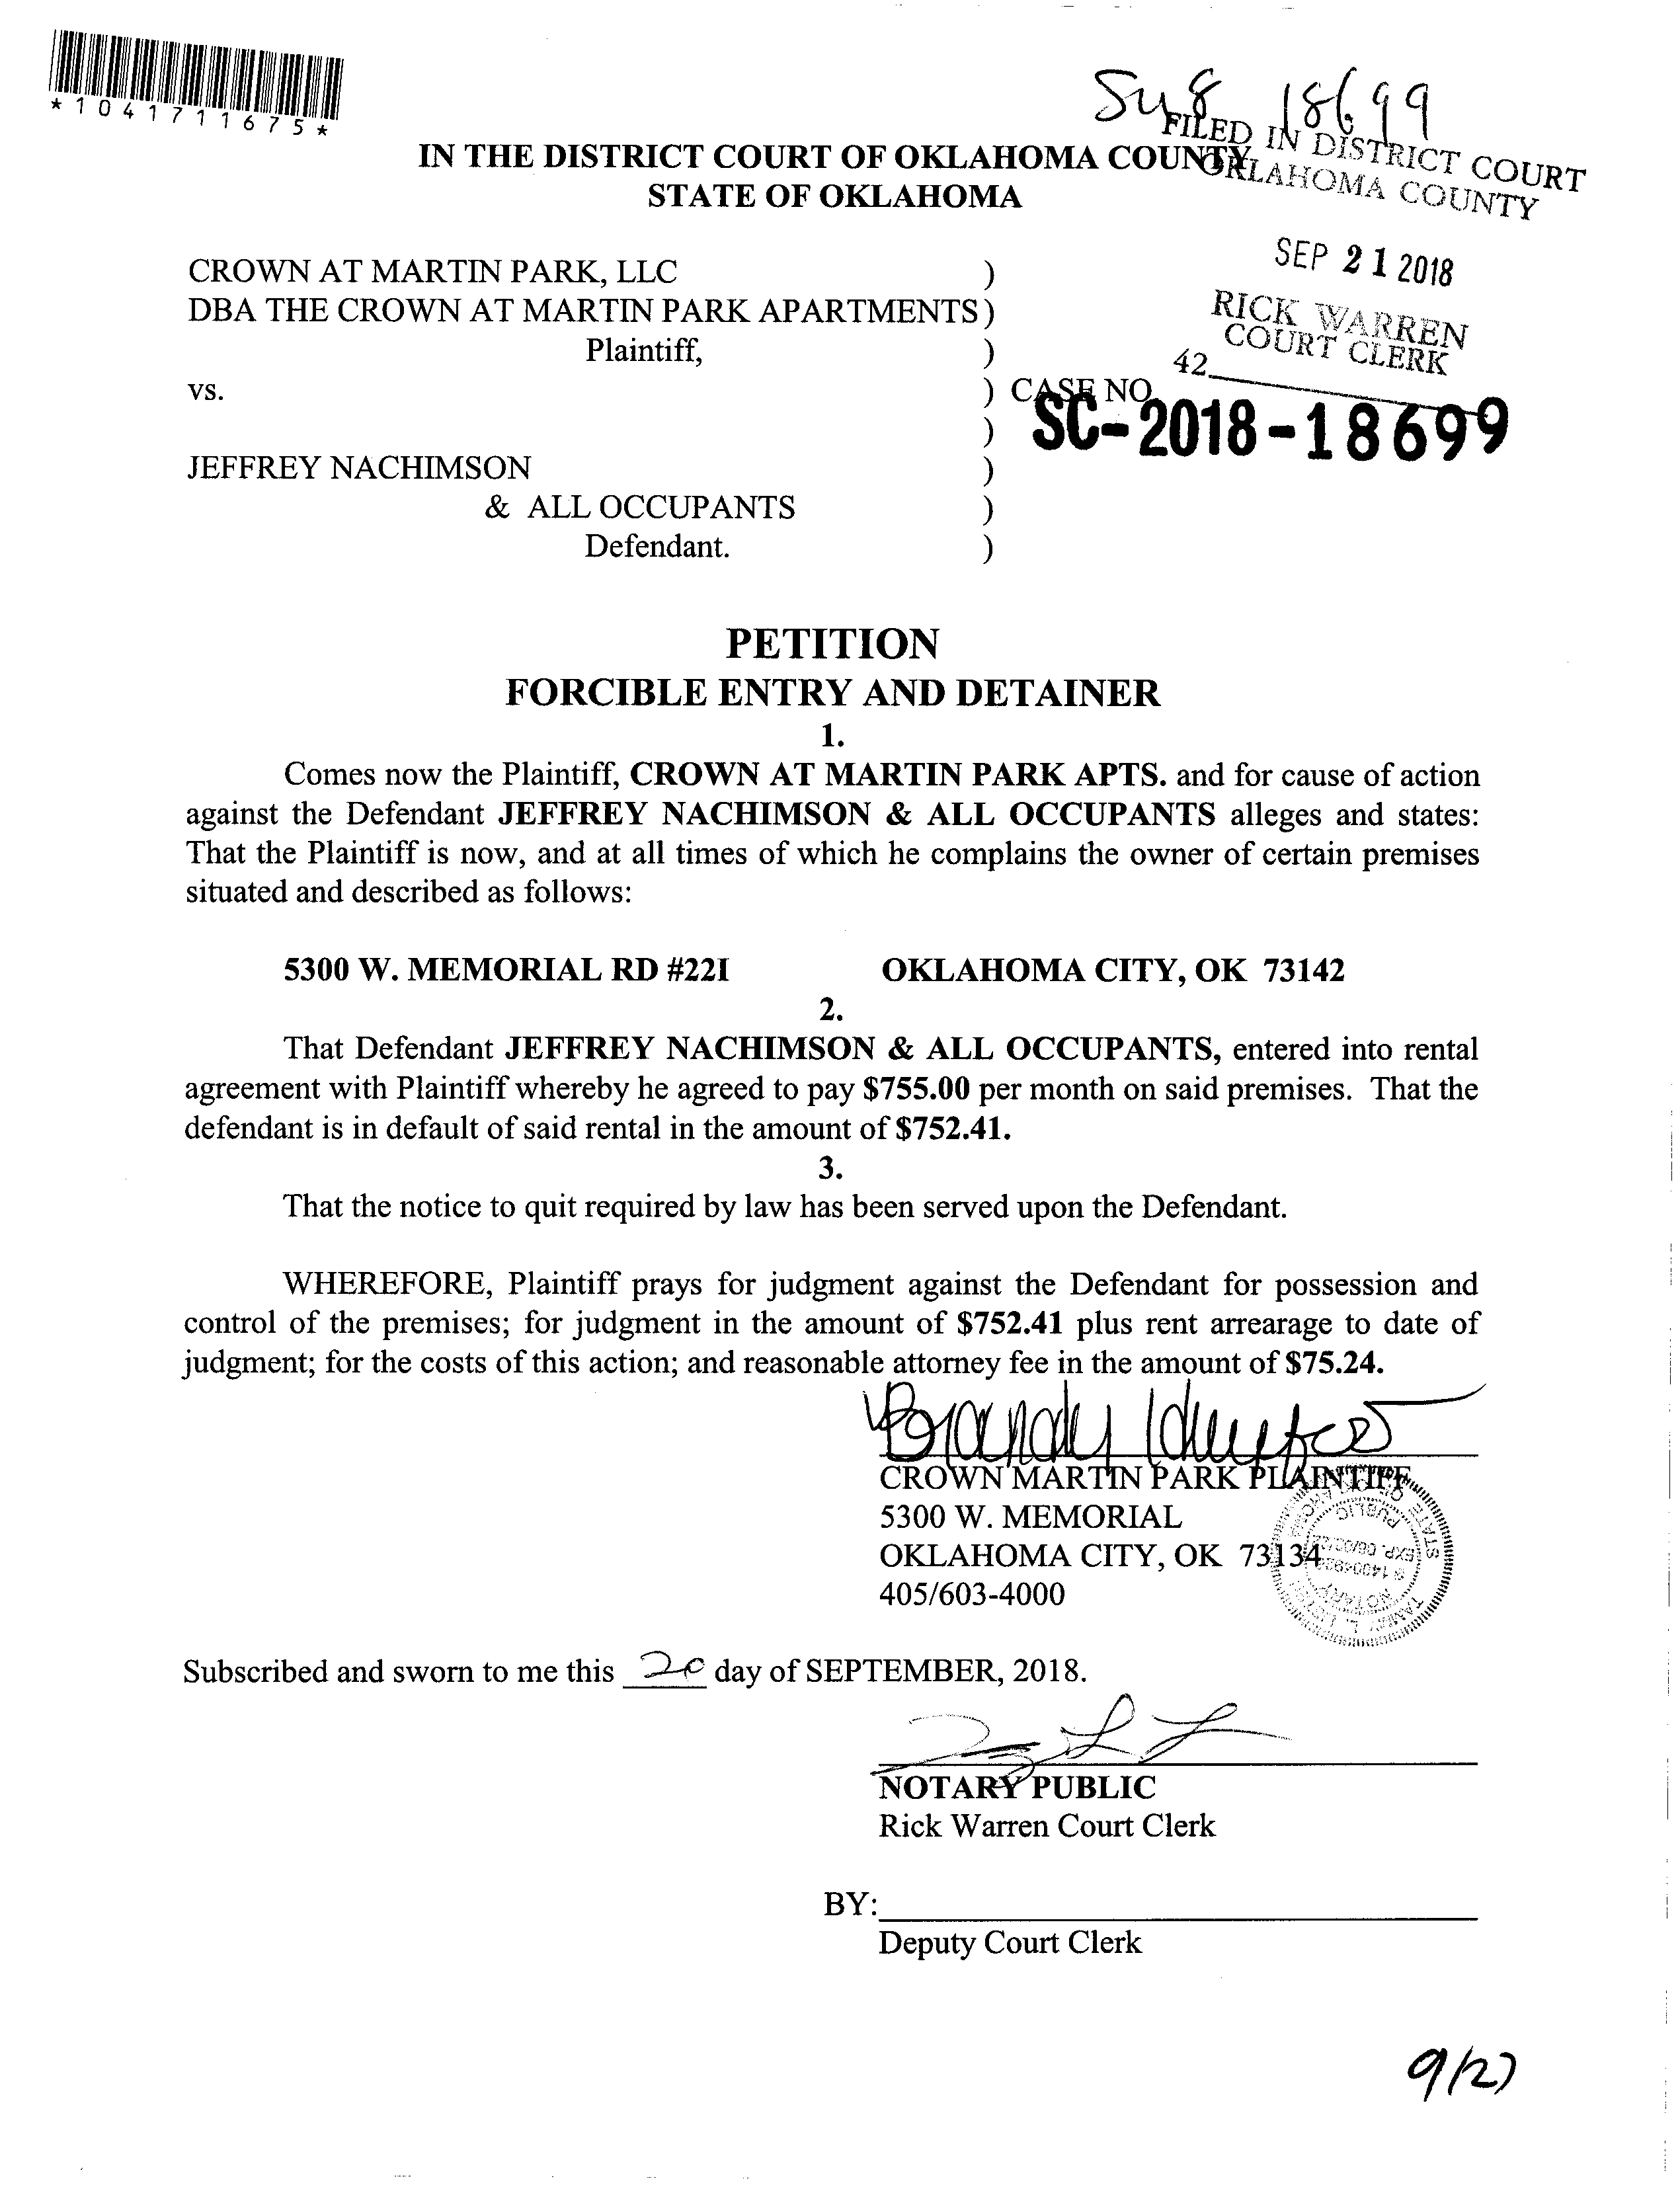 *1041711675*
18699
FILED IN DISTRICT COURT
OKLAHOMA COUNTY
IN THE DISTRICT COURT OF OKLAHOMA COUNTY
STATE OF OKLAHOMA
SEP 21 2018
RICK WARREN
COURT CLERK
42
CROWN AT MARTIN PARK, LLC )
DBA THE CROWN AT MARTIN PARK APARTMENTS )
Plaintiff, )
vs. ) CASE NO.
) SC-2018-18699
JEFFREY NACHIMSON )
& ALL OCCUPANTS )
Defendant. )
PETITION
FORCIBLE ENTRY AND DETAINER
1.
Comes now the Plaintiff, CROWN AT MARTIN PARK APTS. and for cause of action
against the Defendant JEFFREY NACHIMSON & ALL OCCUPANTS alleges and states:
That the Plaintiff is now, and at all times of which he complains the owner of certain premises
situated and described as follows:
5300 W. MEMORIAL RD #22I OKLAHOMA CITY, OK 73142
2.
That Defendant JEFFREY NACHIMSON & ALL OCCUPANTS, entered into rental
agreement with Plaintiff whereby he agreed to pay $755.00 per month on said premises. That the
defendant is in default of said rental in the amount of $752.41.
3.
That the notice to quit required by law has been served upon the Defendant.
WHEREFORE, Plaintiff prays for judgment against the Defendant for possession and
control of the premises; for judgment in the amount of $752.41 plus rent arrearage to date of
judgment; for the costs of this action; and reasonable attorney fee in the amount of $75.24.
Brandy
CROWN MARTIN PARK PLAINTIFF
5300 W. MEMORIAL
OKLAHOMA CITY, OK 73134
405/603-4000
NOTARY
PUBLIC
STATE OF
Subscribed and sworn to me this 20 day of SEPTEMBER, 2018.
NOTARY PUBLIC
Rick Warren Court Clerk
BY:
Deputy Court Clerk